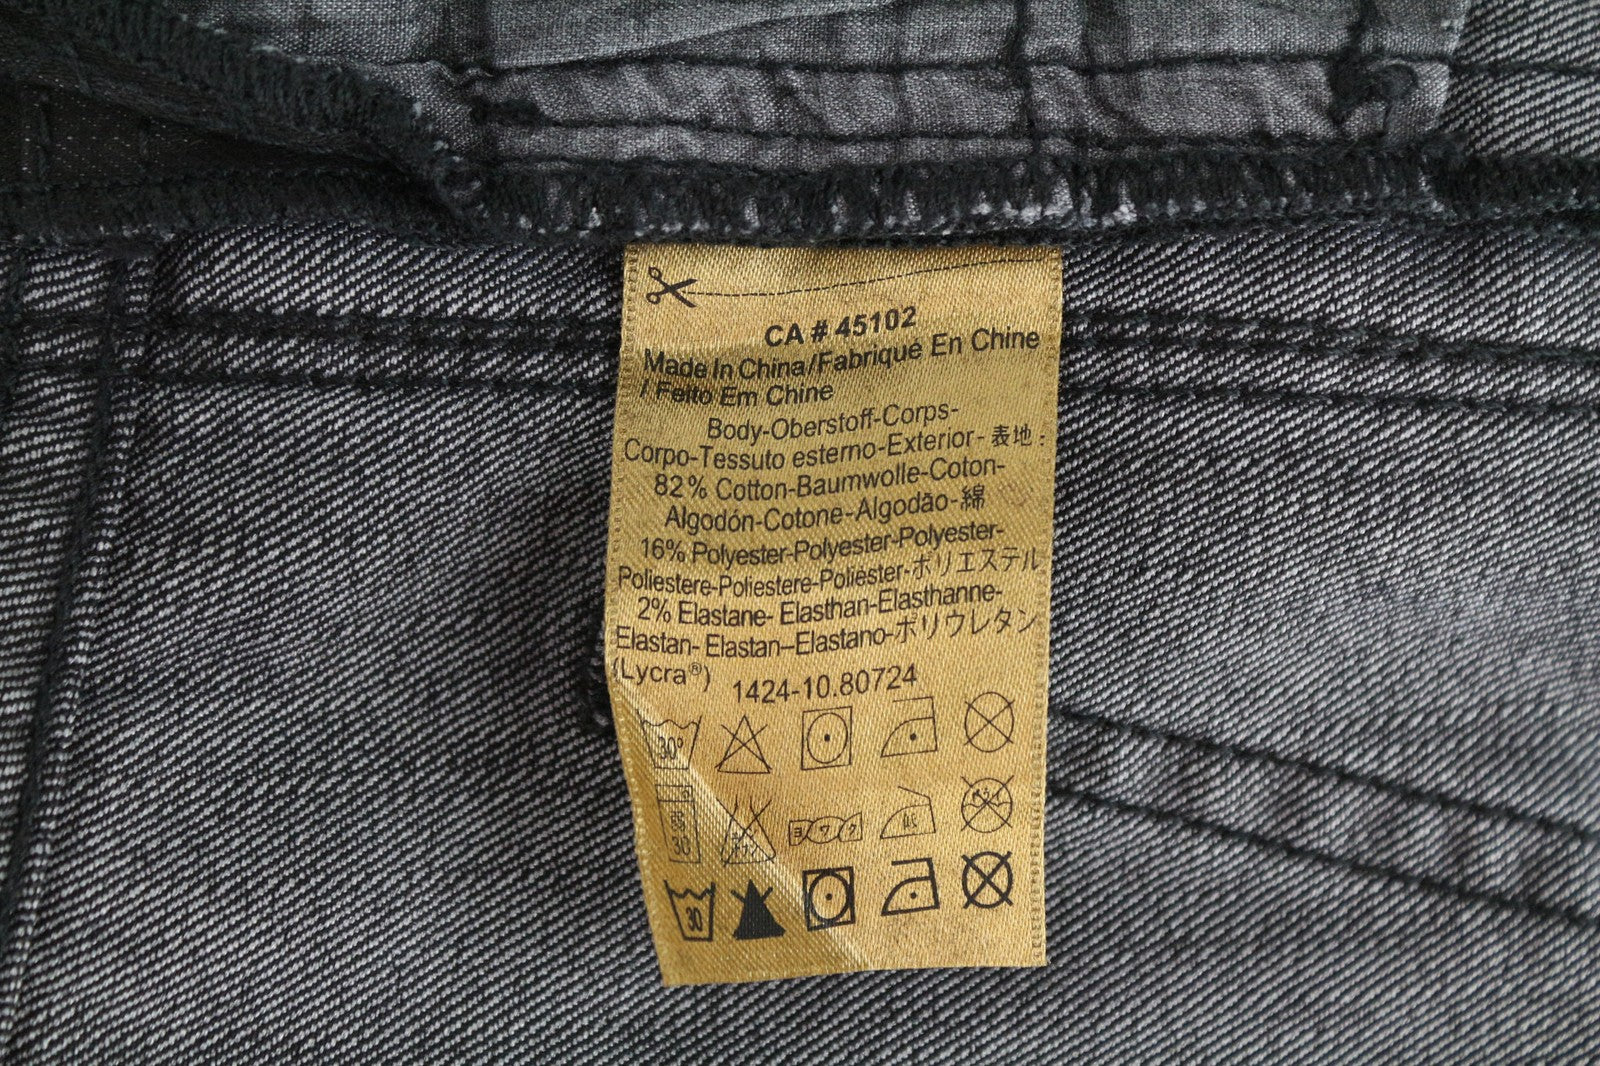 CA # 45102
Made In China/Fabriqué En Chine
/ Feito Em Chine
Body-Oberstoff-Corps-
Corpo-Tessuto esterno-Exterior-表地:
82% Cotton-Baumwolle-Coton-
Algodón-Cotone-Algodão-綿
16% Polyester-Polyester-Polyester-
Poliestere-Poliestere-Poliester-ポリエステル
2% Elastane- Elasthan-Elasthanne-
Elastan- Elastan–Elastano-ポリウレタン
(Lycra®)
1424-10.80724
30°
30
30